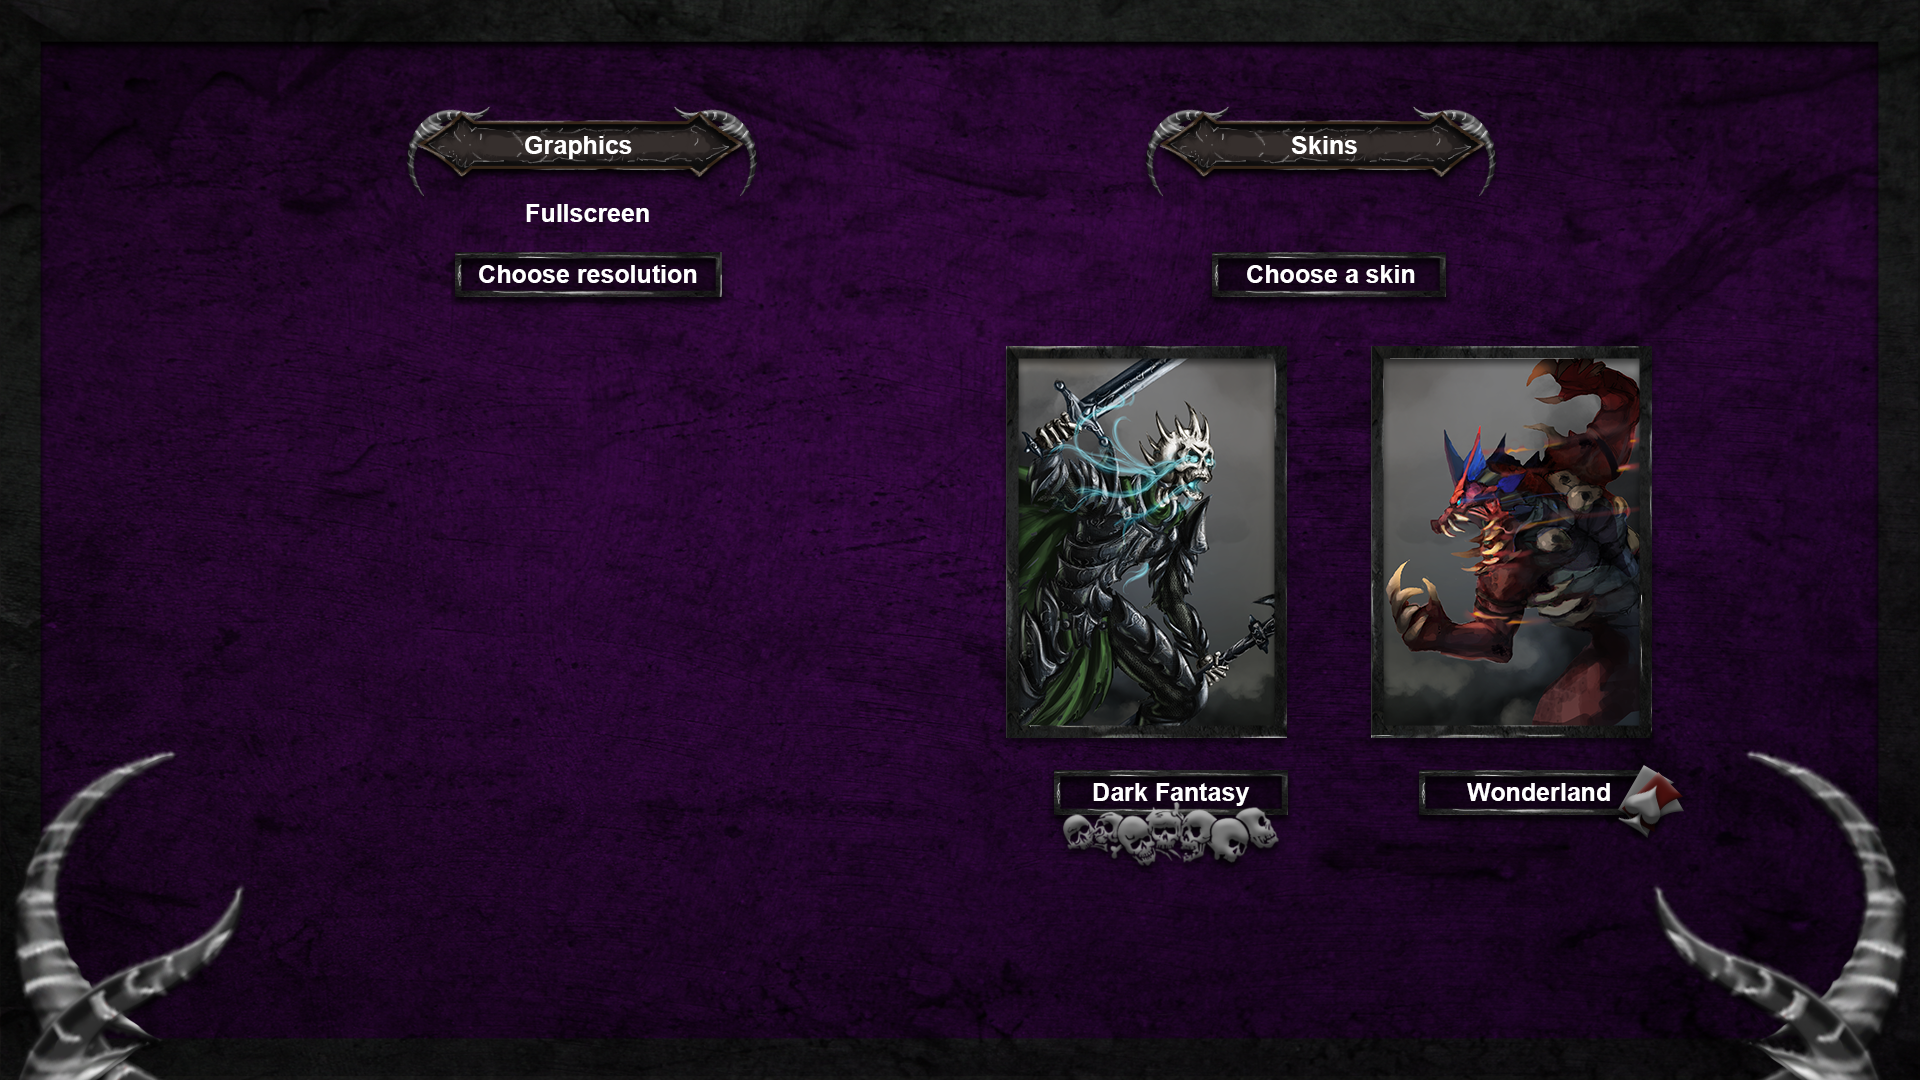 Graphics
Fullscreen
Choose resolution
Skins
Choose a skin
Dark Fantasy
Wonderland